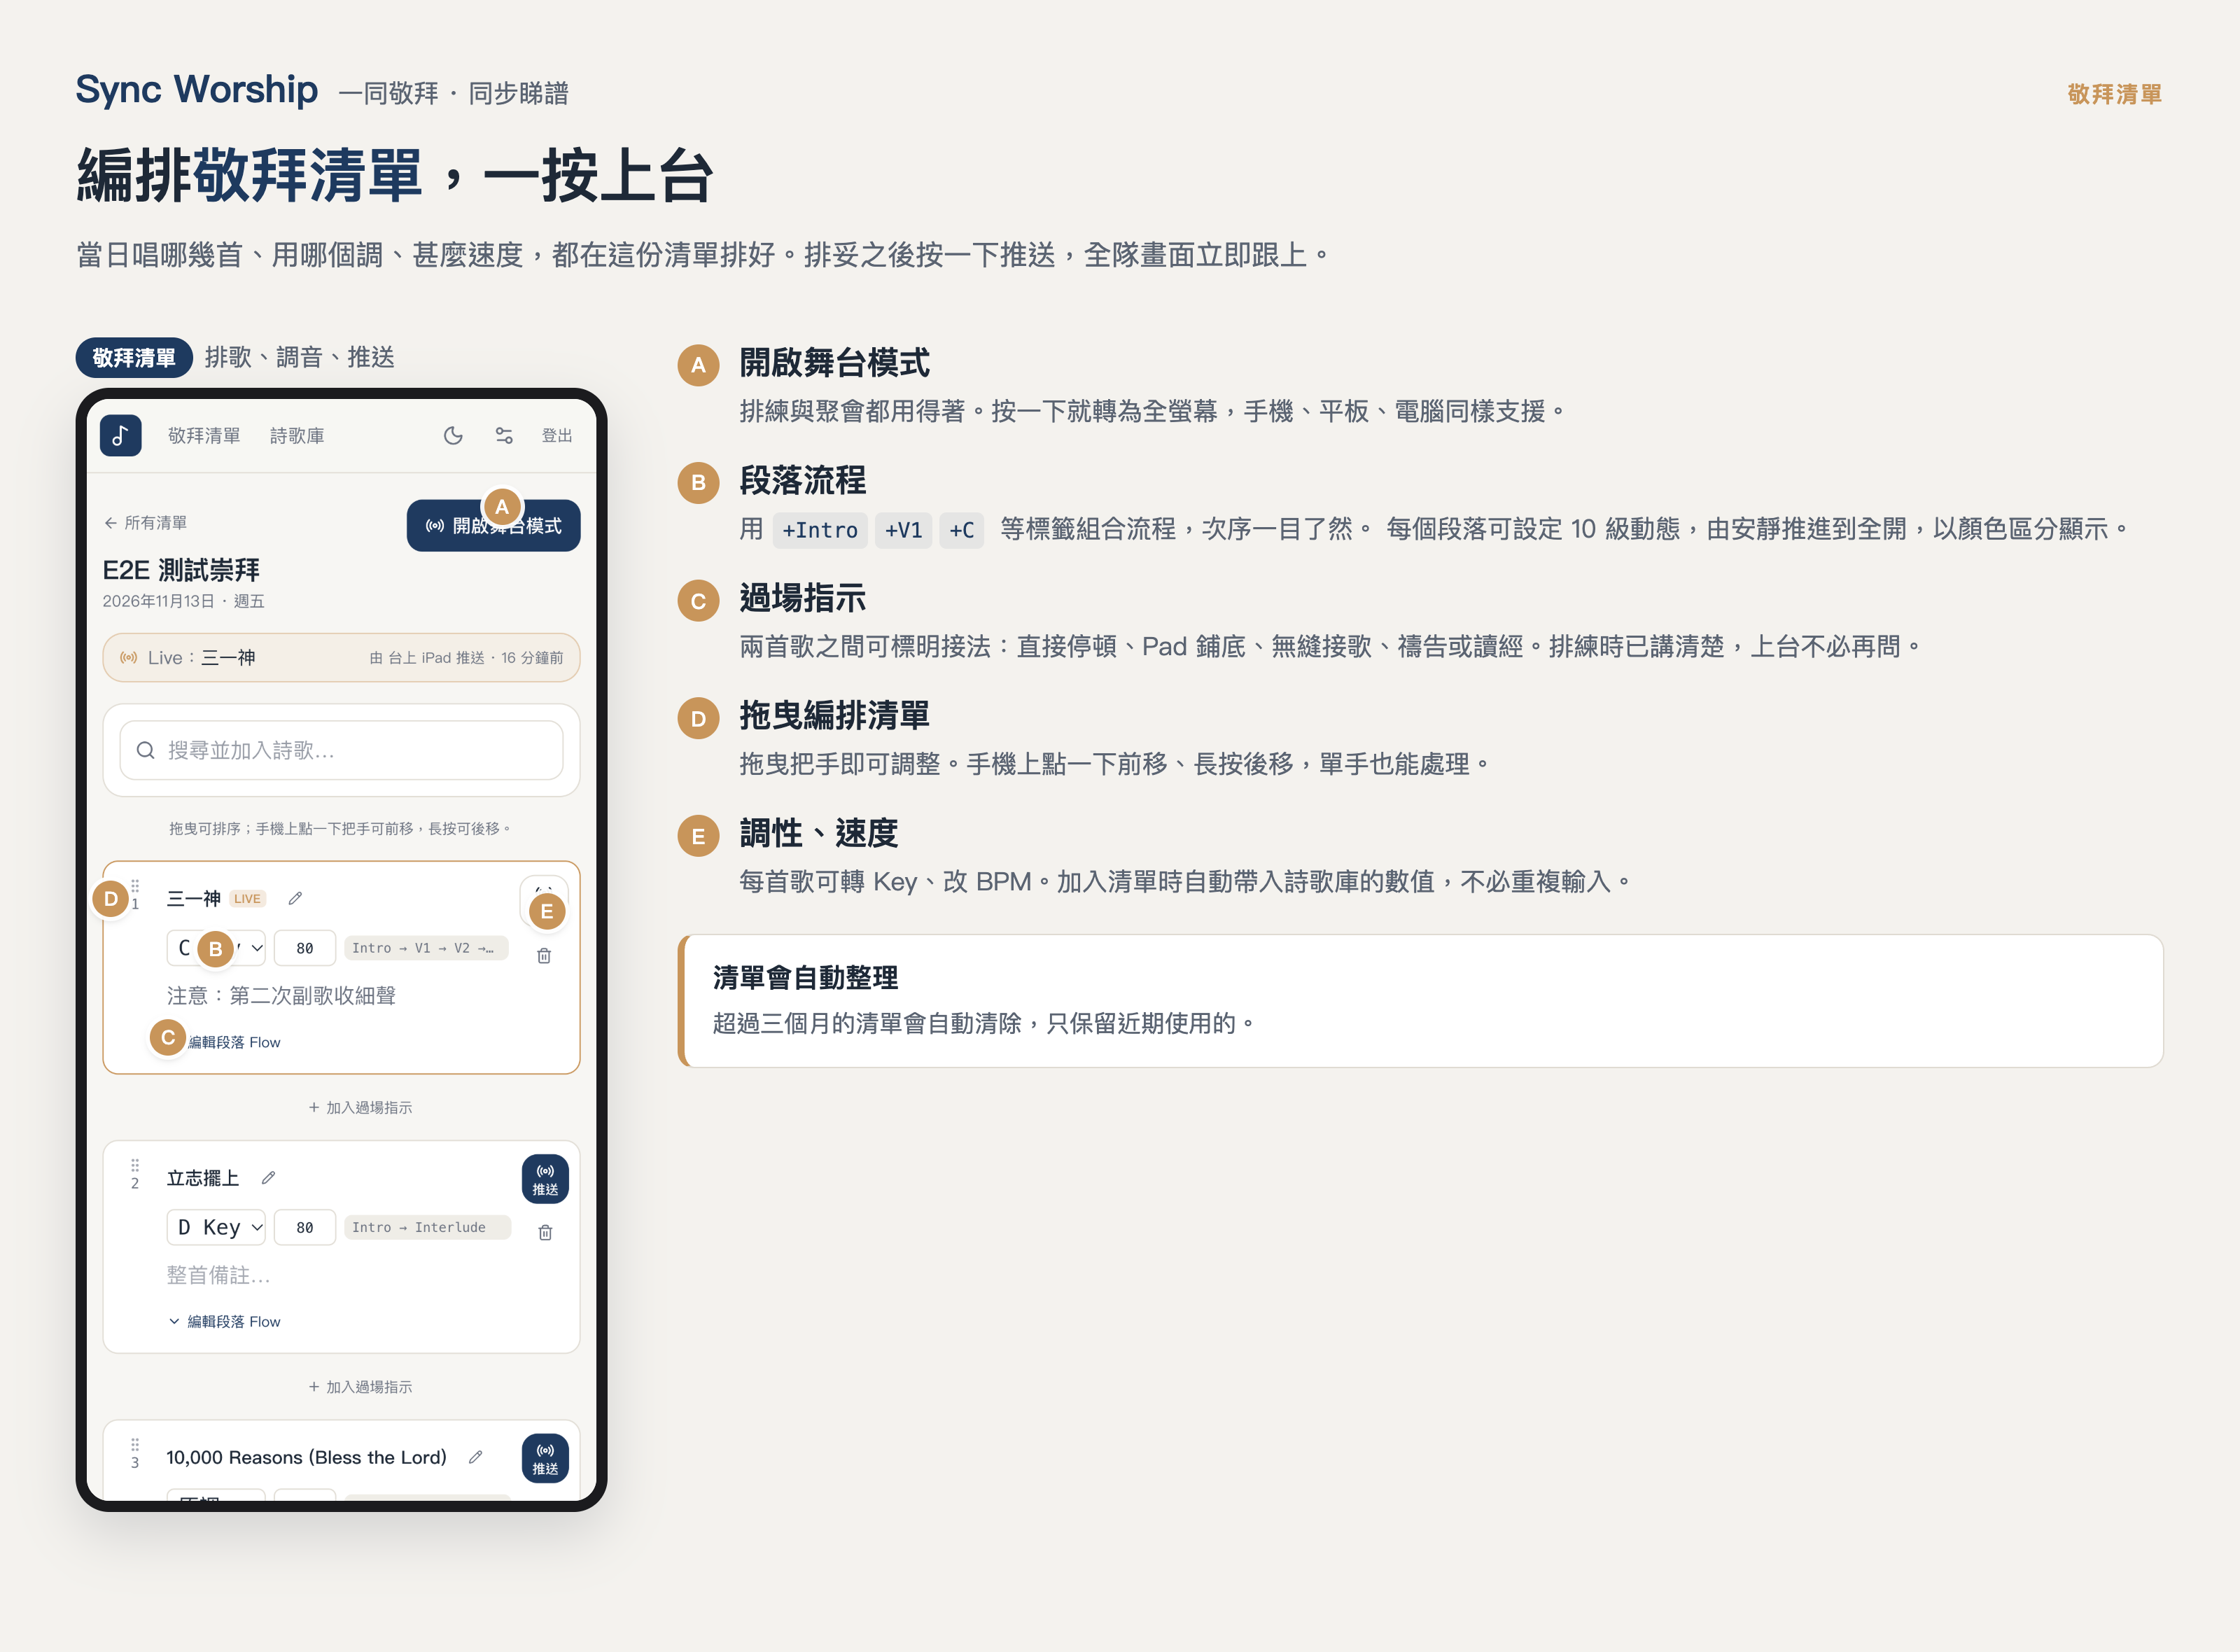 Sync Worship 一同敬拜 · 同步睇譜
敬拜清單
編排敬拜清單，一按上台
當日唱哪幾首、用哪個調、甚麼速度，都在這份清單排好。排妥之後按一下推送，全隊畫面立即跟上。
敬拜清單 排歌、調音、推送
敬拜清單 詩歌庫 登出
← 所有清單
A
開啟舞台模式
E2E 測試崇拜
2026年11月13日 · 週五
Live：三一神 由 台上 iPad 推送 · 16 分鐘前
搜尋並加入詩歌…
拖曳可排序；手機上點一下把手可前移，長按可後移。
D 1 三一神 LIVE E
C B 80 Intro → V1 → V2 →…
注意：第二次副歌收細聲
C 編輯段落 Flow
+ 加入過場指示
2 立志擺上 推送
D Key 80 Intro → Interlude
整首備註…
編輯段落 Flow
+ 加入過場指示
3 10,000 Reasons (Bless the Lord) 推送
A 開啟舞台模式
排練與聚會都用得著。按一下就轉為全螢幕，手機、平板、電腦同樣支援。
B 段落流程
用 +Intro +V1 +C 等標籤組合流程，次序一目了然。 每個段落可設定 10 級動態，由安靜推進到全開，以顏色區分顯示。
C 過場指示
兩首歌之間可標明接法：直接停頓、Pad 鋪底、無縫接歌、禱告或讀經。排練時已講清楚，上台不必再問。
D 拖曳編排清單
拖曳把手即可調整。手機上點一下前移、長按後移，單手也能處理。
E 調性、速度
每首歌可轉 Key、改 BPM。加入清單時自動帶入詩歌庫的數值，不必重複輸入。
清單會自動整理
超過三個月的清單會自動清除，只保留近期使用的。